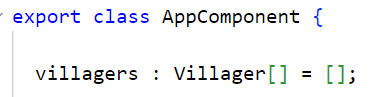 export class AppComponent {
villagers : Villager[] = [];